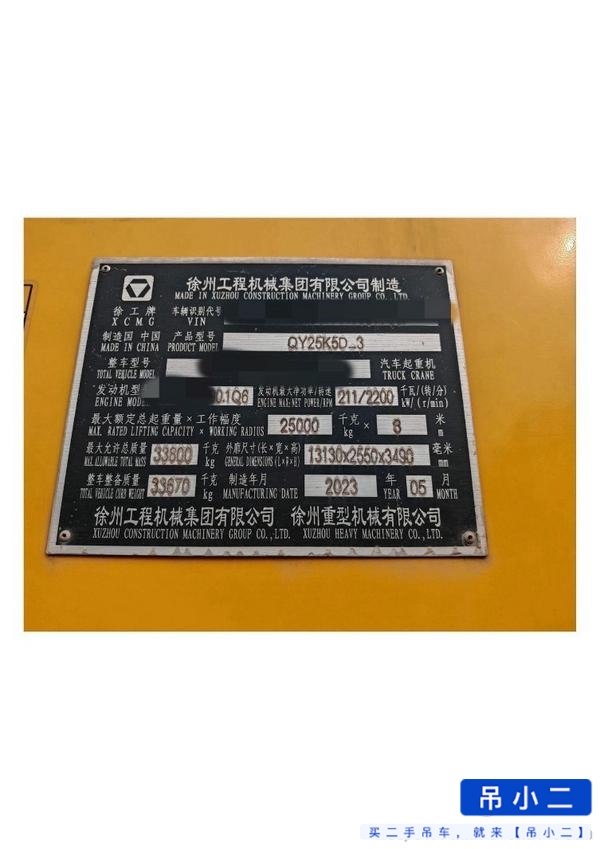 徐州工程机械集团有限公司制造
MADE IN XUZHOU CONSTRUCTION MACHINERY GROUP CO.,LTD.
徐工牌 车辆识别代号
XCMG VIN
制造国 中国 产品型号 QY25K5D_3
MADE IN CHINA PRODUCT MODEL
整车型号 汽车起重机
TOTAL VEHICLE MODEL TRUCK CRANE
发动机型 0.1Q6 发动机最大净功率/转速 211/2200 千瓦/(转/分)
ENGINE MODE ENGINE MAX:NET POWER/RPM kW/(r/min)
最大额定总起重量×工作幅度 25000 千克 × 8 米
MAX. RATED LIFTING CAPACITY × WORKING RADIUS kg m
最大允许总质量 33800 千克 外廓尺寸(长×宽×高) 13130x2550x3490 毫米
MAX. ALLOWABLE TOTAL MASS kg GENERAL DIMENSIONS (L×W×H) mm
整车整备质量 33670 千克 制造年月 2023 年 05 月
TOTAL VEHICLE CURB WEIGHT kg MANUFACTURING DATE YEAR MONTH
徐州工程机械集团有限公司 徐州重型机械有限公司
XUZHOU CONSTRUCTION MACHINERY GROUP CO.,LTD. XUZHOU HEAVY MACHINERY CO.,LTD.
吊小二
买二手吊车，就来【吊小二】